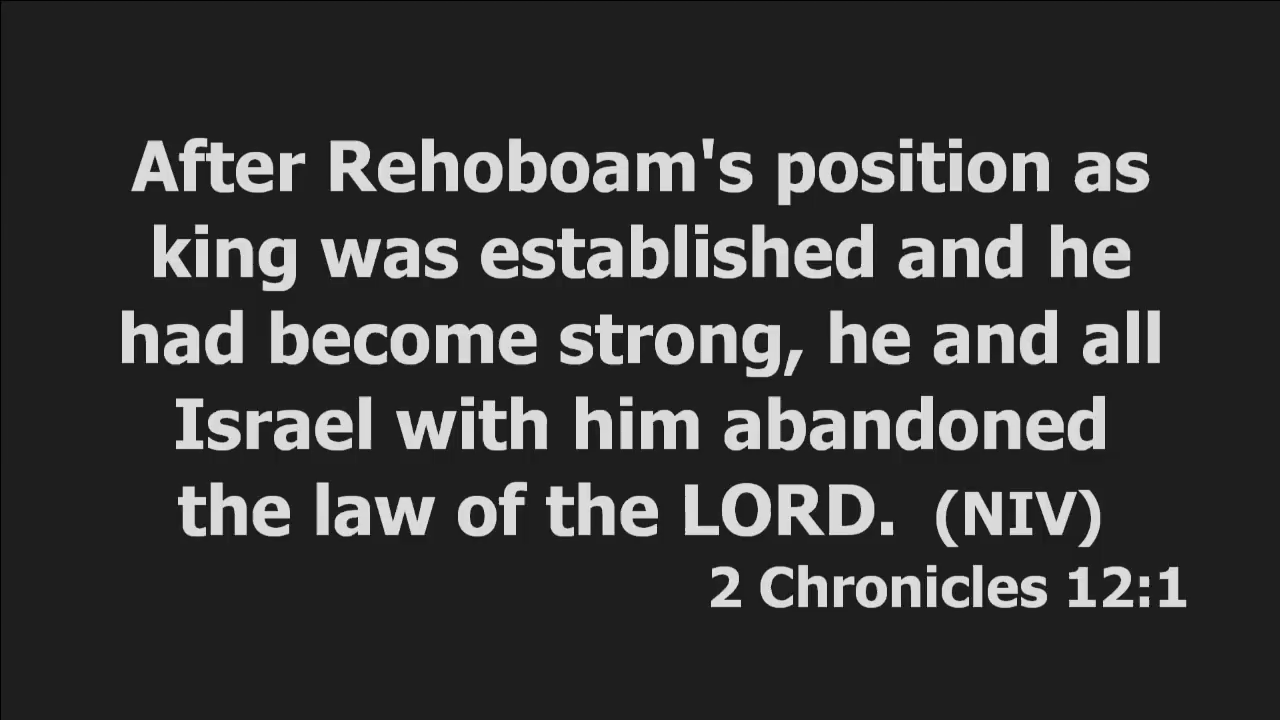 After Rehoboam's position as
king was established and he
had become strong, he and all
Israel with him abandoned
the law of the LORD.  (NIV)
2 Chronicles 12:1